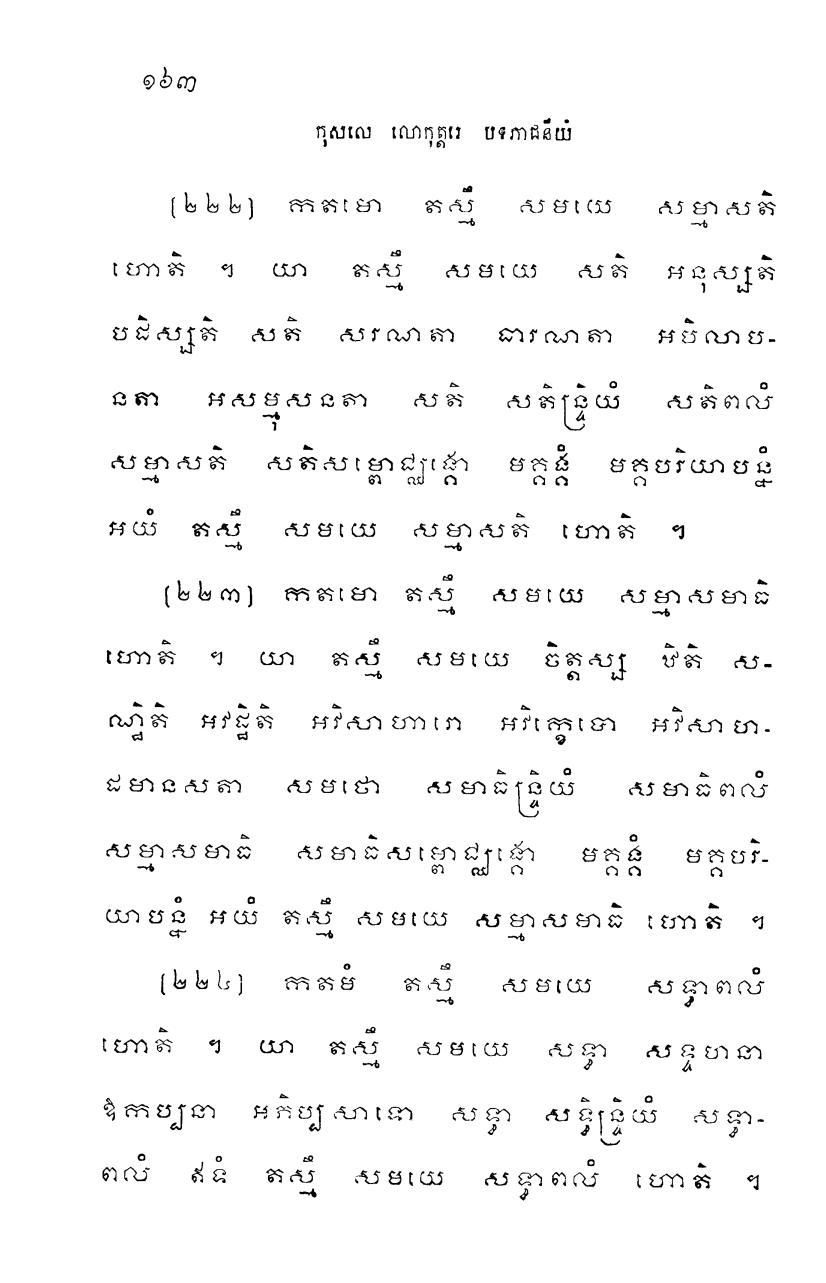 ១៦៣
កុសលេ លោកុត្តរេ បទភាជនីយំ
(២២២) កតមោ តស្មឹ សមយេ សម្មាសតិ
ហោតិ ។ យា តស្មឹ សមយេ សតិ អនុស្សតិ
បដិស្សតិ សតិ សរណតា ធារណតា អបិលាប-
នតា អសម្មុសនតា សតិ សតិន្ទ្រិយំ សតិពលំ
សម្មាសតិ សតិសម្ពោជ្ឈង្គោ មគ្គង្គំ មគ្គបរិយាបន្នំ
អយំ តស្មឹ សមយេ សម្មាសតិ ហោតិ ។
(២២៣) កតមោ តស្មឹ សមយេ សម្មាសមាធិ
ហោតិ ។ យា តស្មឹ សមយេ ចិត្តស្ស ឋិតិ ស-
ណ្ឋិតិ អវដ្ឋិតិ អវិសាហារោ អវិក្ខេបោ អវិសាហ-
ដមានសតា សមថោ សមាធិន្ទ្រិយំ សមាធិពលំ
សម្មាសមាធិ សមាធិសម្ពោជ្ឈង្គោ មគ្គង្គំ មគ្គបរិ-
យាបន្នំ អយំ តស្មឹ សមយេ សម្មាសមាធិ ហោតិ ។
(២២៤) កតមំ តស្មឹ សមយេ សទ្ធាពលំ
ហោតិ ។ យា តស្មឹ សមយេ សទ្ធា សទ្ទហនា
ឱកប្បនា អភិប្បសាទោ សទ្ធា សទ្ធិន្ទ្រិយំ សទ្ធា-
ពលំ ឥទំ តស្មឹ សមយេ សទ្ធាពលំ ហោតិ ។